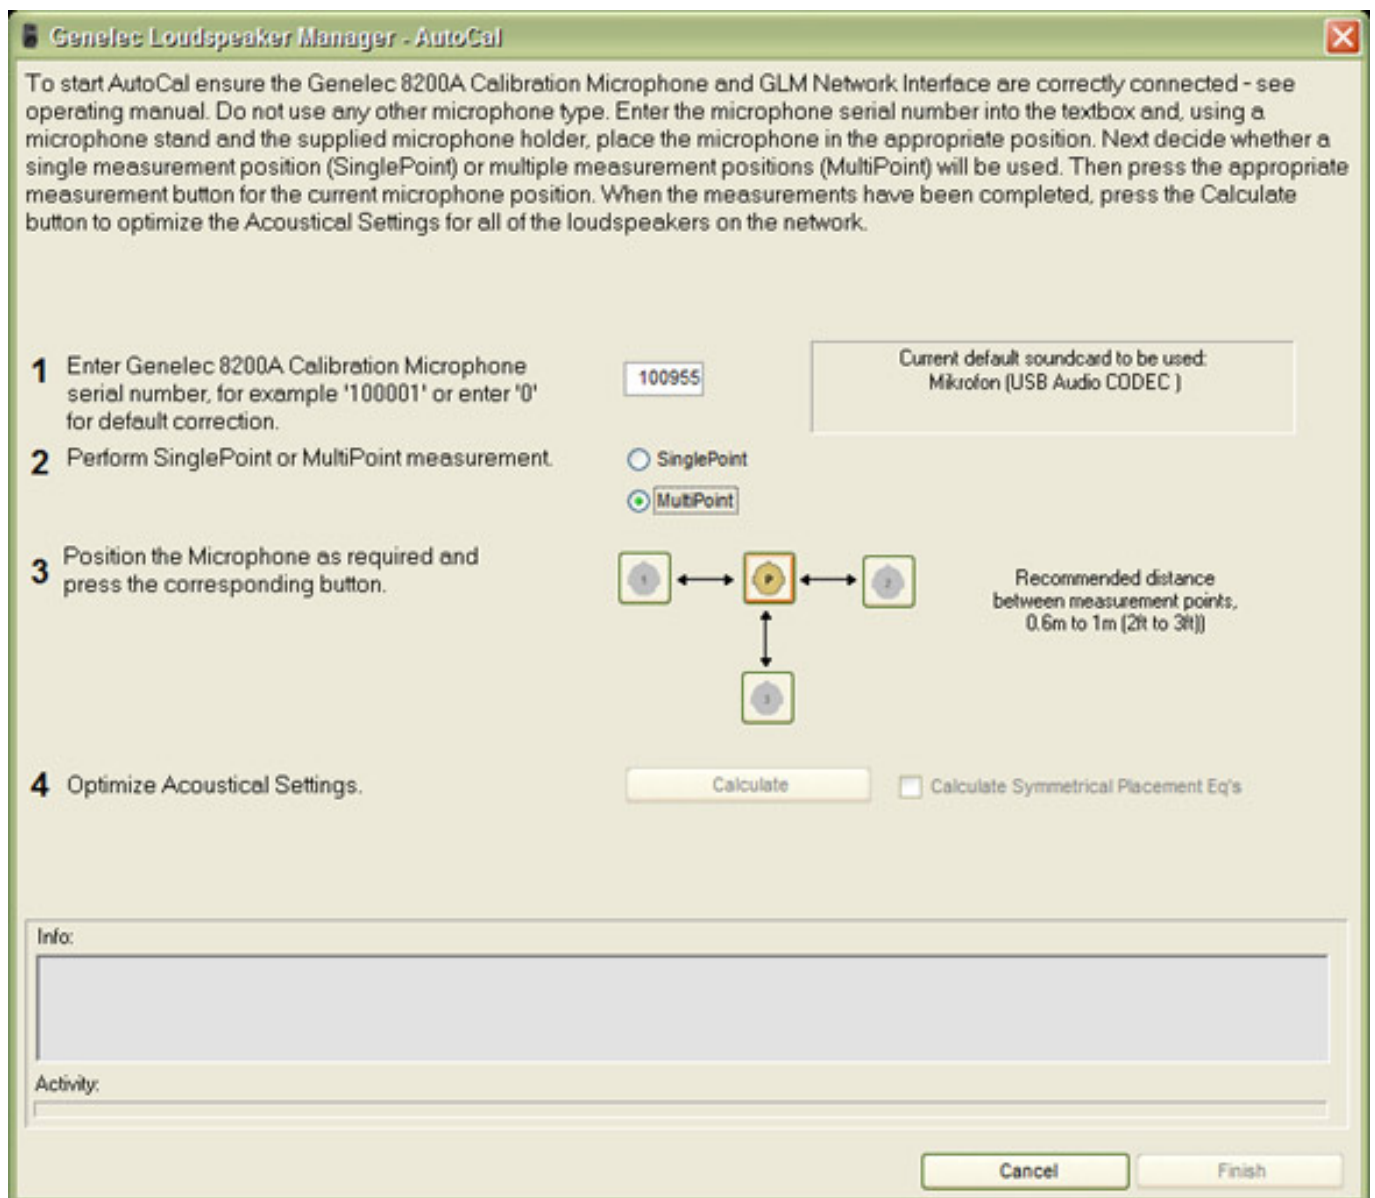 Genelec Loudspeaker Manager - AutoCal
To start AutoCal ensure the Genelec 8200A Calibration Microphone and GLM Network Interface are correctly connected - see
operating manual. Do not use any other microphone type. Enter the microphone serial number into the textbox and, using a
microphone stand and the supplied microphone holder, place the microphone in the appropriate position. Next decide whether a
single measurement position (SinglePoint) or multiple measurement positions (MultiPoint) will be used. Then press the appropriate
measurement button for the current microphone position. When the measurements have been completed, press the Calculate
button to optimize the Acoustical Settings for all of the loudspeakers on the network.
1 Enter Genelec 8200A Calibration Microphone
serial number, for example '100001' or enter '0'
for default correction.
100955
Current default soundcard to be used:
Mikrofon (USB Audio CODEC )
2 Perform SinglePoint or MultiPoint measurement.
SinglePoint
MultiPoint
3 Position the Microphone as required and
press the corresponding button.
1 P 2
3
Recommended distance
between measurement points,
0.6m to 1m (2ft to 3ft))
4 Optimize Acoustical Settings.
Calculate
Calculate Symmetrical Placement Eq's
Info:
Activity:
Cancel
Finish